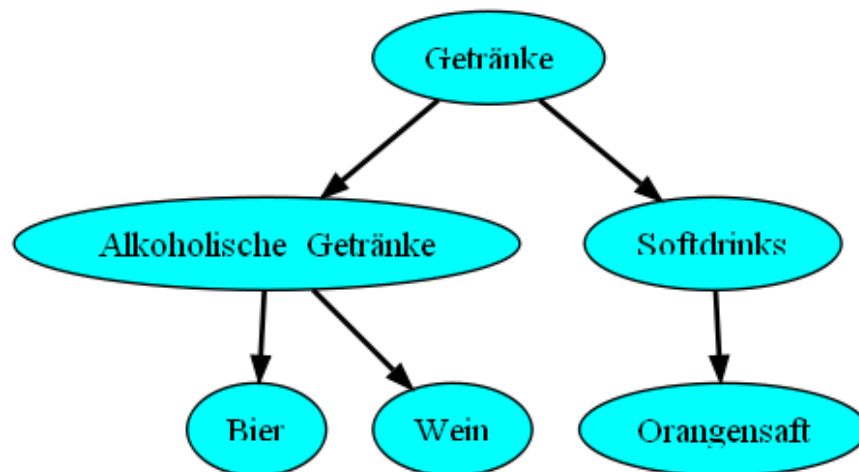 Getränke
Alkoholische Getränke
Softdrinks
Bier
Wein
Orangensaft